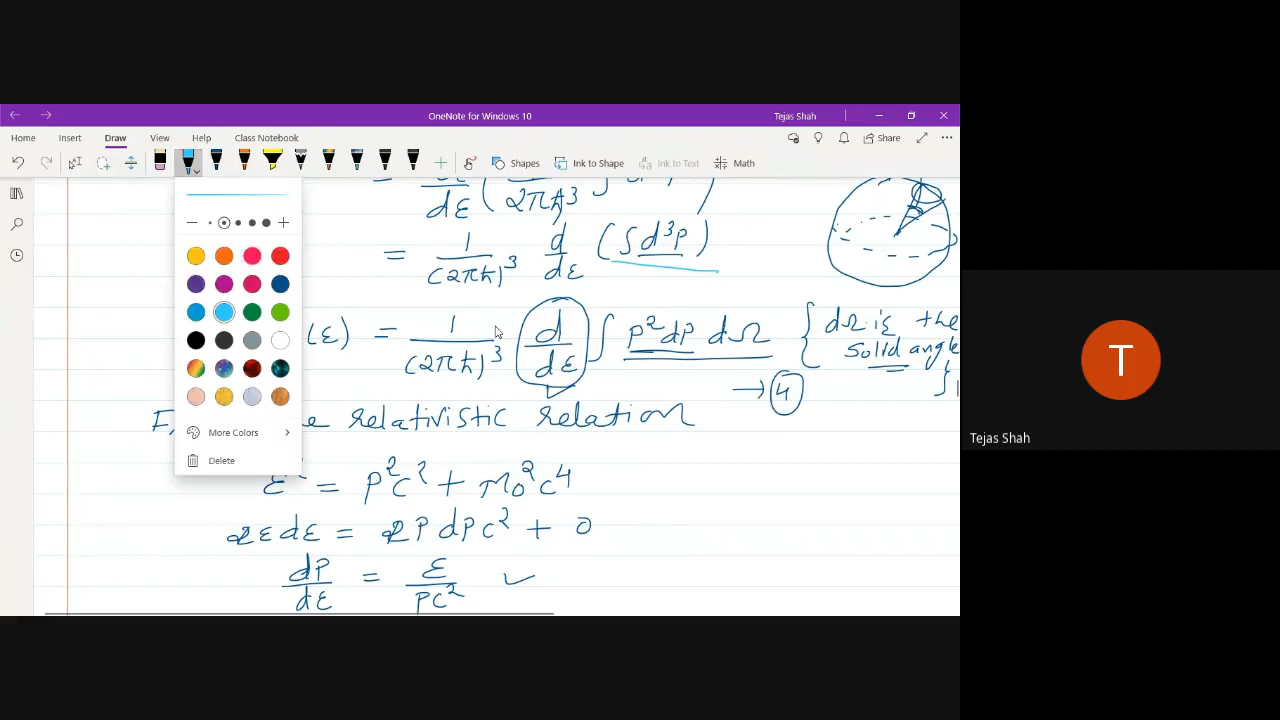 OneNote for Windows 10
Tejas Shah
Home Insert Draw View Help Class Notebook
Share
Shapes Ink to Shape Ink to Text Math
= dε ( 2πħ)³ ∫ )
= 1/(2πħ)³ d/dε (∫d³p)
(ε) = 1/(2πħ)³ d/dε ∫ p²dp dΩ { dΩ is the
solid angle
→ (4)
relativistic relation
ε² = p²c² + m₀²c⁴
2εdε = 2p dpc² + 0
dp/dε = ε/pc² ✓
More Colors
Delete
T
Tejas Shah